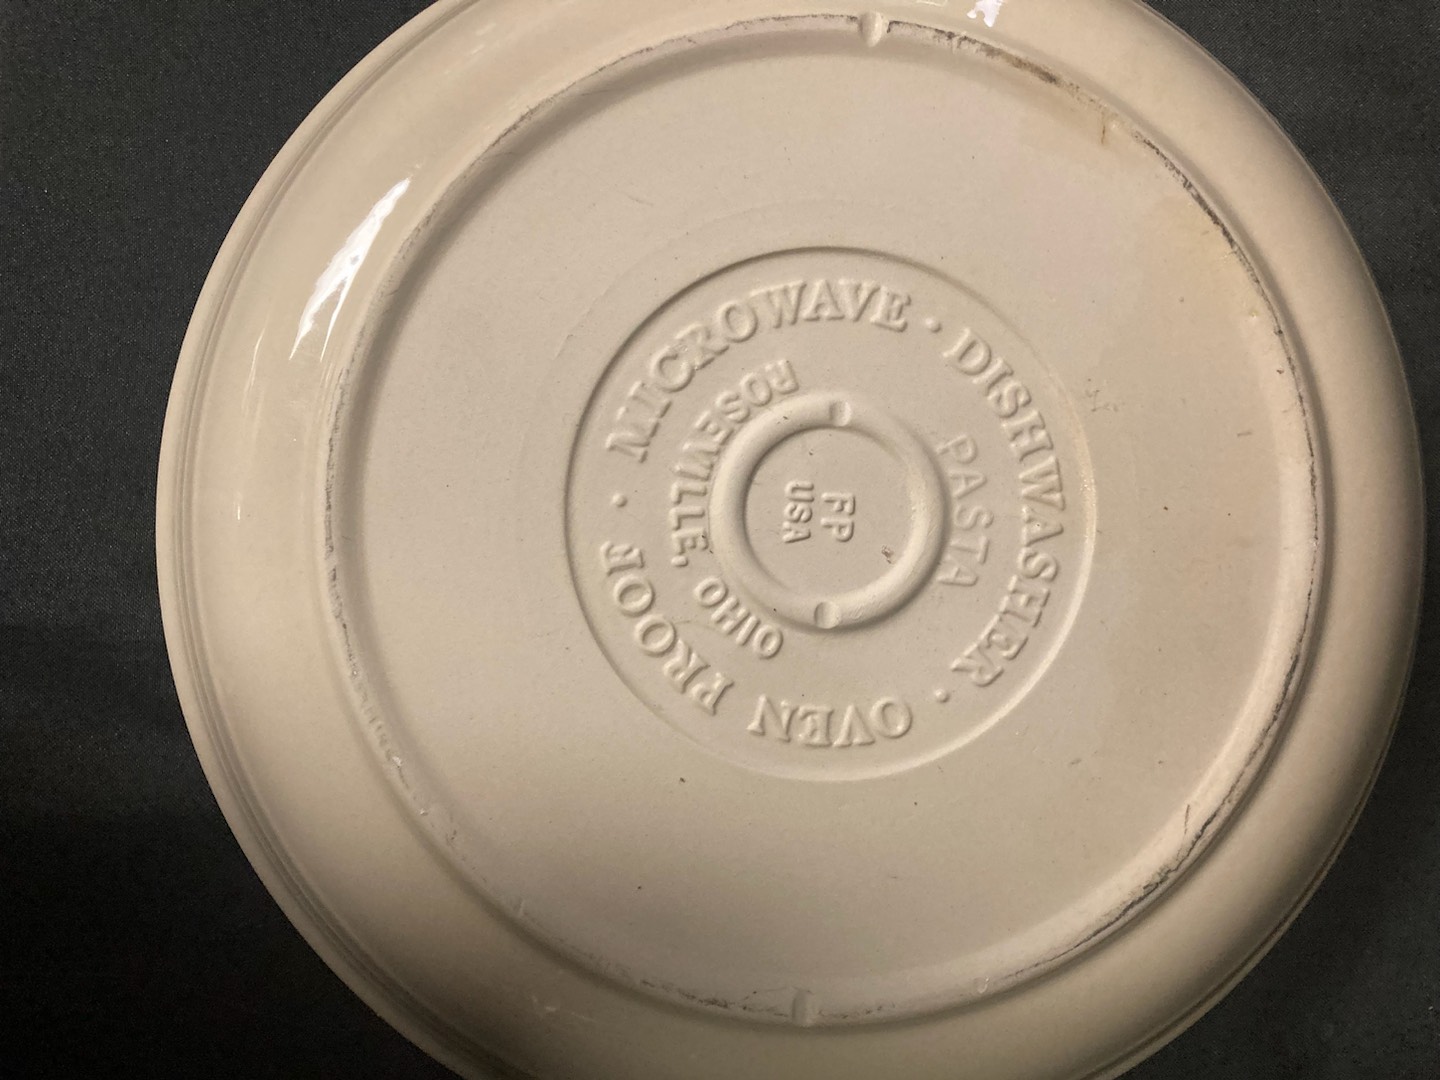 MICROWAVE · DISHWASHER · OVEN PROOF ·
PASTA
ROSEVILLE, OHIO
FP
USA